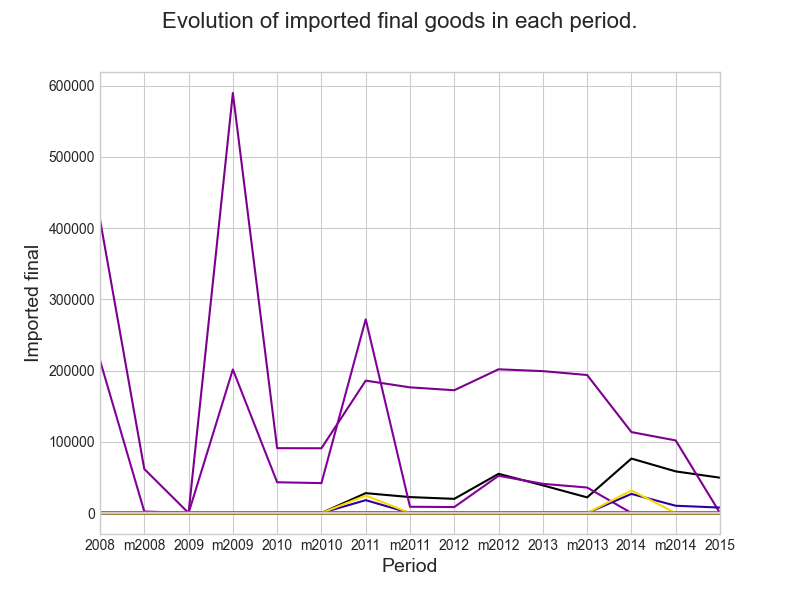 Evolution of imported final goods in each period.
Imported final
600000
500000
400000
300000
200000
100000
0
2008 m2008 2009 m2009 2010 m2010 2011 m2011 2012 m2012 2013 m2013 2014 m2014 2015
Period